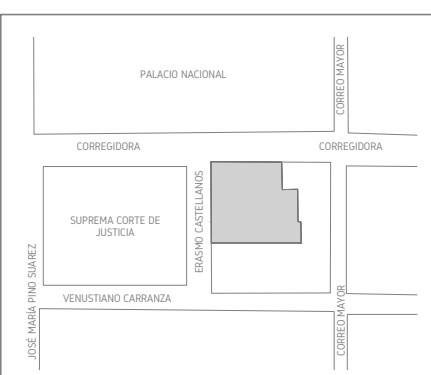 PALACIO NACIONAL
CORREO MAYOR
CORREGIDORA
CORREGIDORA
SUPREMA CORTE DE
JUSTICIA
ERASMO CASTELLANOS
JOSÉ MARÍA PINO SUAREZ
VENUSTIANO CARRANZA
CORREO MAYOR